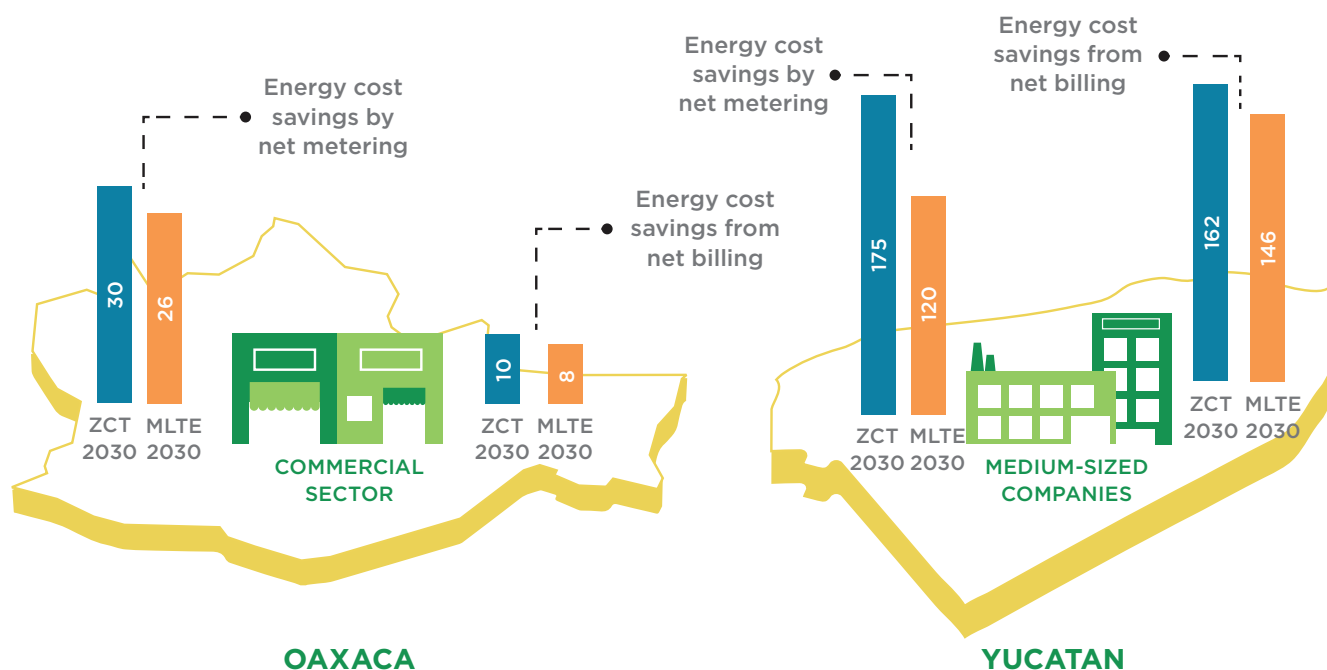 Energy cost
savings by
net metering
30
26
ZCT
2030
MLTE
2030
COMMERCIAL
SECTOR
Energy cost
savings from
net billing
10
8
ZCT
2030
MLTE
2030
OAXACA
Energy cost
savings by
net metering
175
120
ZCT
2030
MLTE
2030
MEDIUM-SIZED
COMPANIES
Energy cost
savings from
net billing
162
146
ZCT
2030
MLTE
2030
YUCATAN